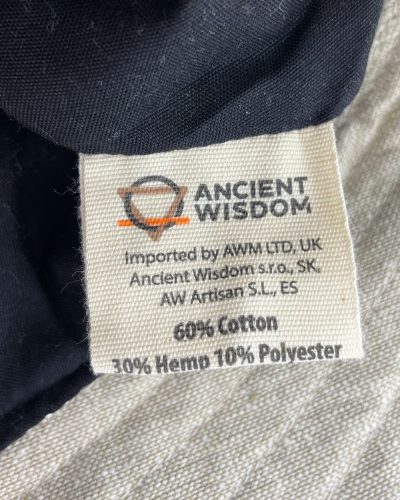 ANCIENT
WISDOM
Imported by AWM LTD, UK
Ancient Wisdom s.r.o., SK,
AW Artisan S.L., ES
60% Cotton
30% Hemp 10% Polyester